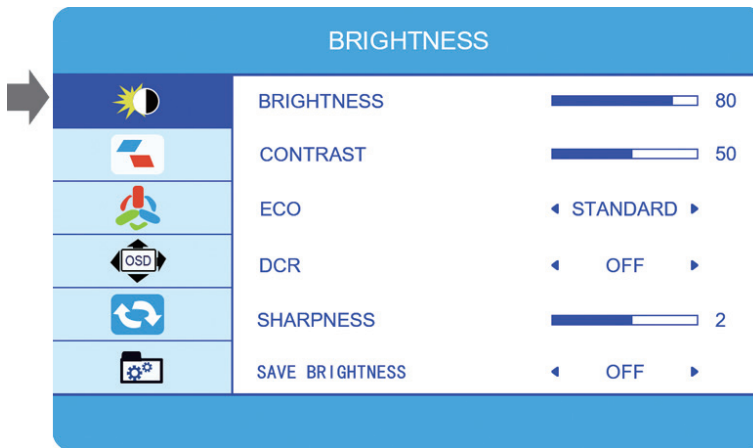 BRIGHTNESS
BRIGHTNESS 80
CONTRAST 50
ECO STANDARD
OSD DCR OFF
SHARPNESS 2
SAVE BRIGHTNESS OFF